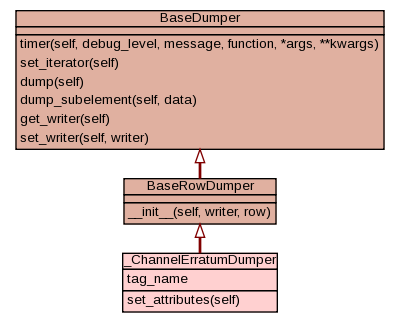 BaseDumper
timer(self, debug_level, message, function, *args, **kwargs)
set_iterator(self)
dump(self)
dump_subelement(self, data)
get_writer(self)
set_writer(self, writer)
BaseRowDumper
__init__(self, writer, row)
_ChannelErratumDumper
tag_name
set_attributes(self)